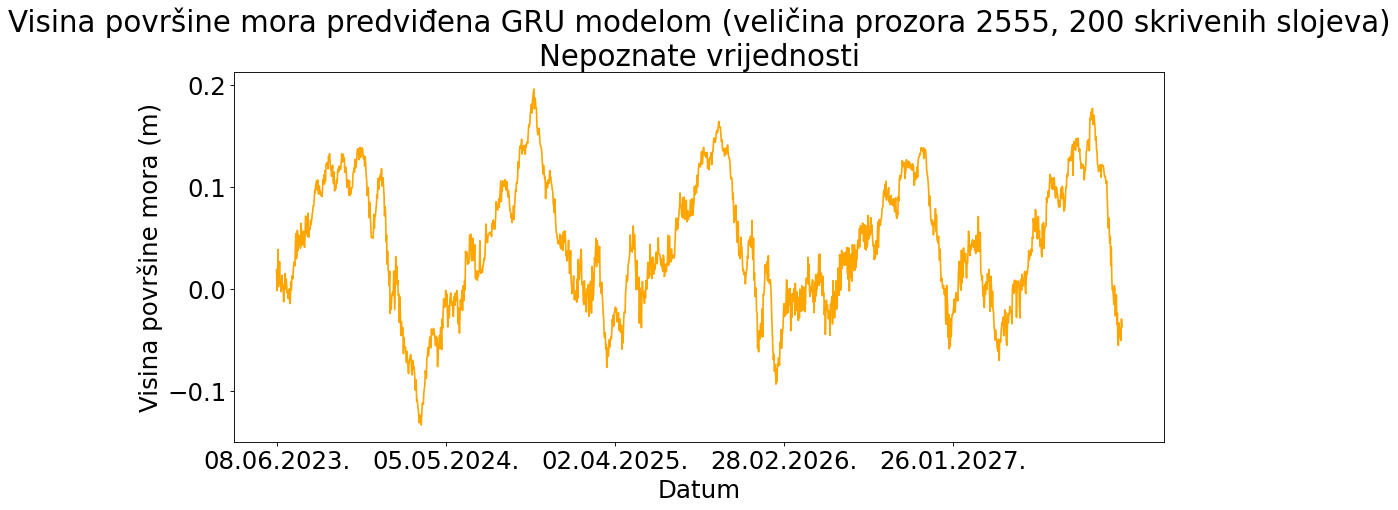 Visina površine mora predviđena GRU modelom (veličina prozora 2555, 200 skrivenih slojeva)
Nepoznate vrijednosti
Visina površine mora (m)
0.2
0.1
0.0
−0.1
08.06.2023. 05.05.2024. 02.04.2025. 28.02.2026. 26.01.2027.
Datum